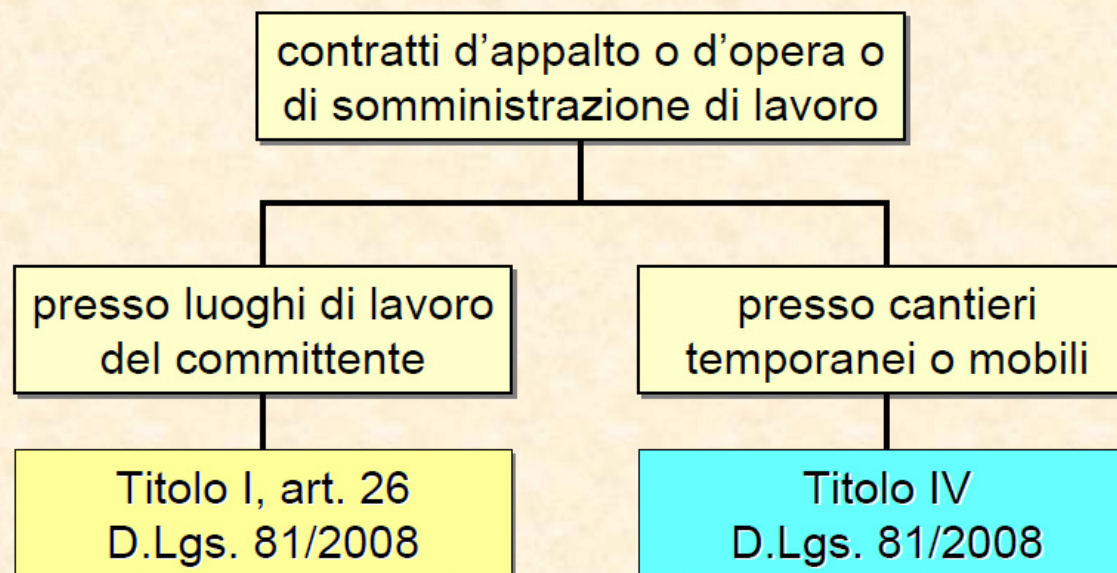 contratti d’appalto o d’opera o
di somministrazione di lavoro
presso luoghi di lavoro
del committente
presso cantieri
temporanei o mobili
Titolo I, art. 26
D.Lgs. 81/2008
Titolo IV
D.Lgs. 81/2008